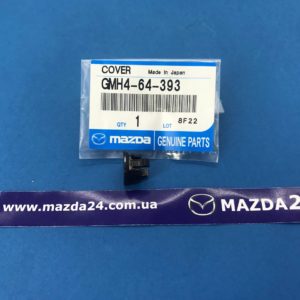 COVER
Made in Japan
GMH4-64-393
QTY 1 LOT 8F22
mazda GENUINE PARTS
www.mazda24.com.ua MAZDA2